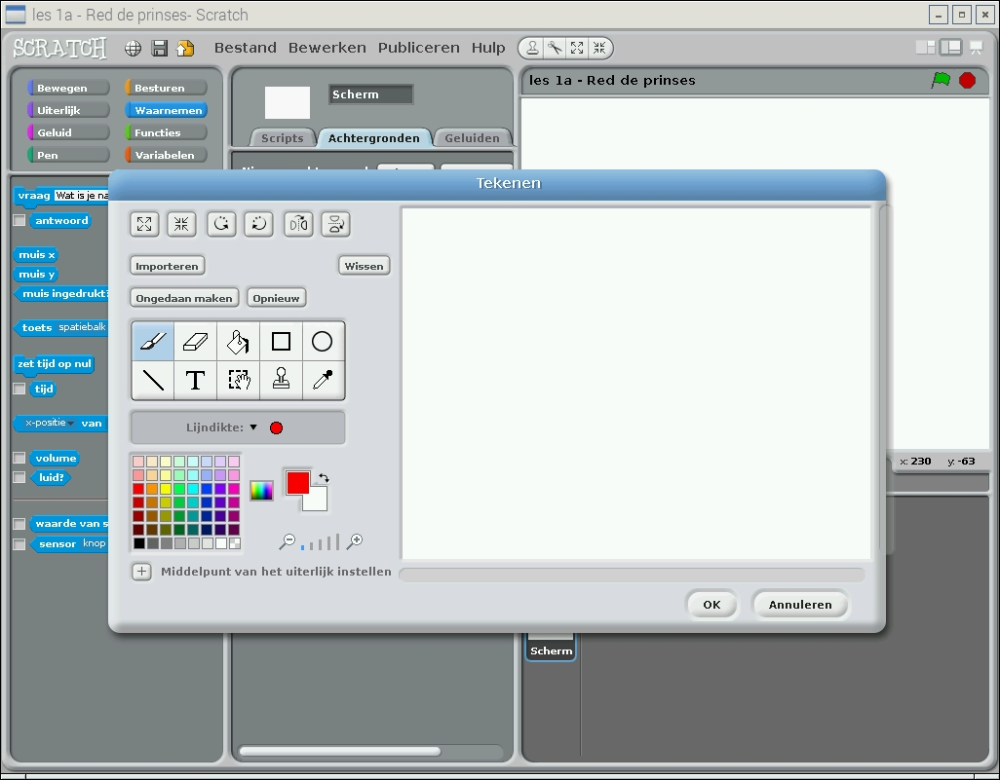 les 1a - Red de prinses- Scratch
SCRATCH Bestand Bewerken Publiceren Hulp
Bewegen Besturen
Uiterlijk Waarnemen
Geluid Functies
Pen Variabelen
Scherm
Scripts Achtergronden Geluiden
les 1a - Red de prinses
vraag Wat is je na
antwoord
muis x
muis y
muis ingedrukt?
toets spatiebalk
zet tijd op nul
tijd
x-positie van
volume
luid?
waarde van s
sensor knop
Tekenen
Importeren Wissen
Ongedaan maken Opnieuw
T
Lijndikte:
Middelpunt van het uiterlijk instellen
OK Annuleren
x: 230 y: -63
Scherm